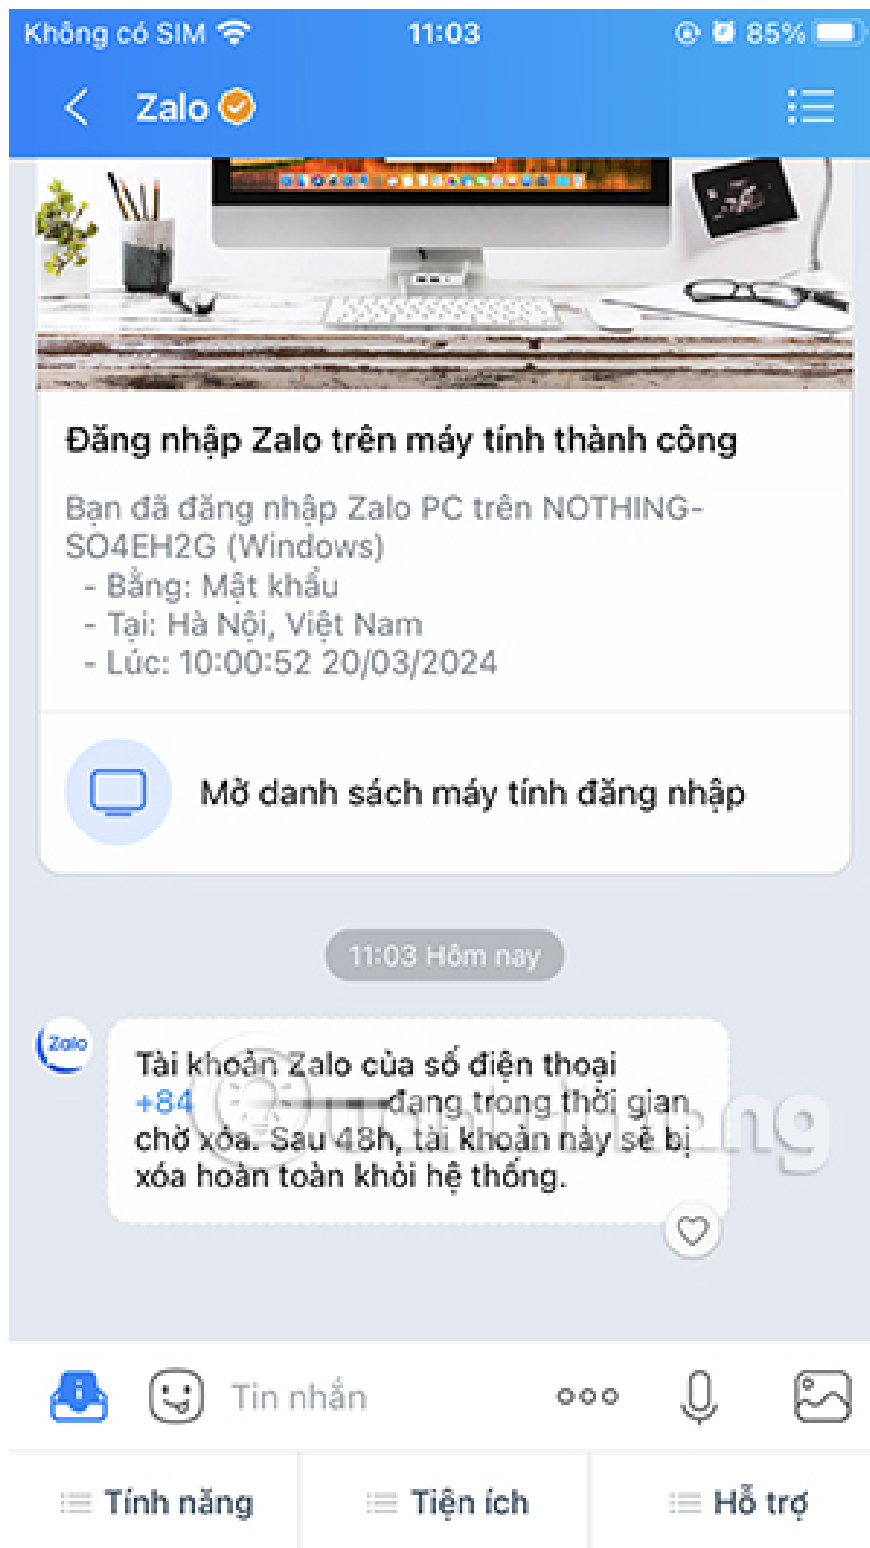 Không có SIM 11:03 85%
Zalo
Đăng nhập Zalo trên máy tính thành công
Bạn đã đăng nhập Zalo PC trên NOTHING-
SO4EH2G (Windows)
- Bằng: Mật khẩu
- Tại: Hà Nội, Việt Nam
- Lúc: 10:00:52 20/03/2024
Mở danh sách máy tính đăng nhập
11:03 Hôm nay
Zalo
Tài khoản Zalo của số điện thoại
+84 đang trong thời gian
chờ xóa. Sau 48h, tài khoản này sẽ bị
xóa hoàn toàn khỏi hệ thống.
Tin nhắn
Tính năng Tiện ích Hỗ trợ